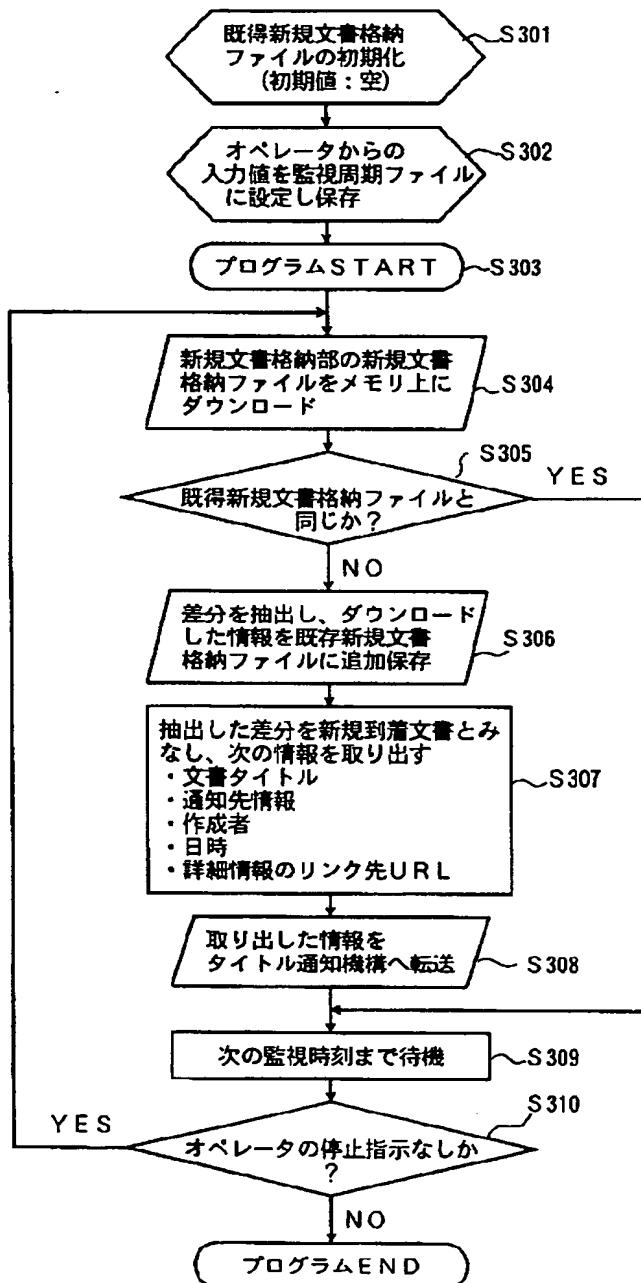 既得新規文書格納
ファイルの初期化
(初期値:空)
S301
オペレータからの
入力値を監視周期ファイル
に設定し保存
S302
プログラムSTART
S303
新規文書格納部の新規文書
格納ファイルをメモリ上に
ダウンロード
S304
S305
YES
既得新規文書格納ファイルと
同じか?
NO
差分を抽出し、ダウンロード
した情報を既存新規文書
格納ファイルに追加保存
S306
抽出した差分を新規到着文書とみ
なし、次の情報を取り出す
・文書タイトル
・通知先情報
・作成者
・日時
・詳細情報のリンク先URL
S307
取り出した情報を
タイトル通知機構へ転送
S308
次の監視時刻まで待機
S309
S310
YES
オペレータの停止指示なしか
?
NO
プログラムEND